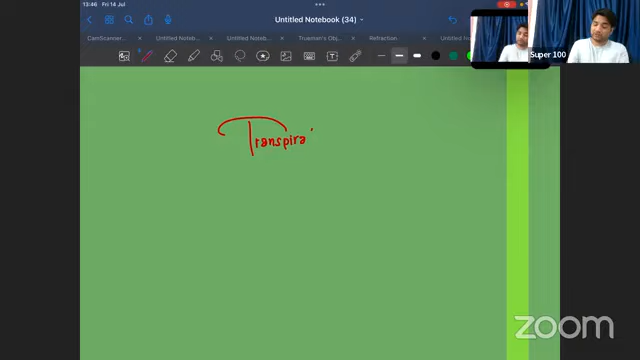 13:46 Fri 14 Jul
Untitled Notebook (34)
CamScanner... Untitled Noteb... Untitled Noteb... Trueman's Obj... Refraction Untitled Noteb
Super 100
Transpira
zoom